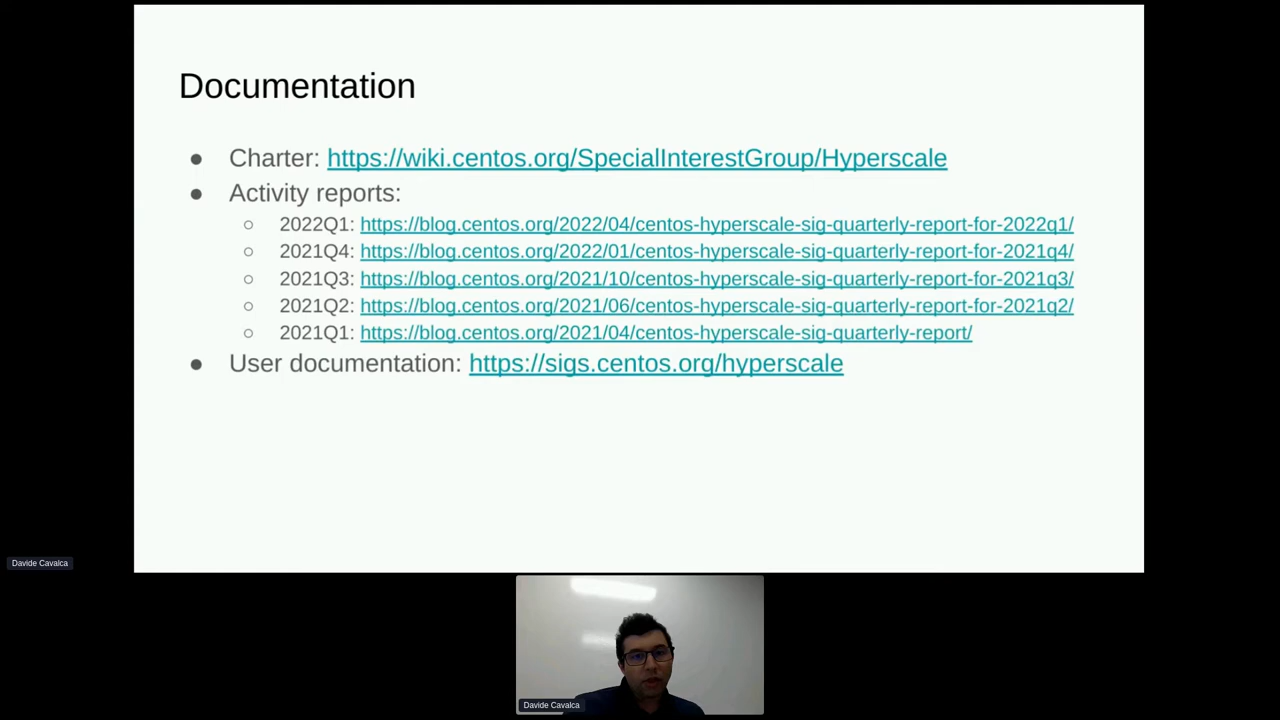 Documentation
● Charter: https://wiki.centos.org/SpecialInterestGroup/Hyperscale
● Activity reports:
○ 2022Q1: https://blog.centos.org/2022/04/centos-hyperscale-sig-quarterly-report-for-2022q1/
○ 2021Q4: https://blog.centos.org/2022/01/centos-hyperscale-sig-quarterly-report-for-2021q4/
○ 2021Q3: https://blog.centos.org/2021/10/centos-hyperscale-sig-quarterly-report-for-2021q3/
○ 2021Q2: https://blog.centos.org/2021/06/centos-hyperscale-sig-quarterly-report-for-2021q2/
○ 2021Q1: https://blog.centos.org/2021/04/centos-hyperscale-sig-quarterly-report/
● User documentation: https://sigs.centos.org/hyperscale
Davide Cavalca
Davide Cavalca